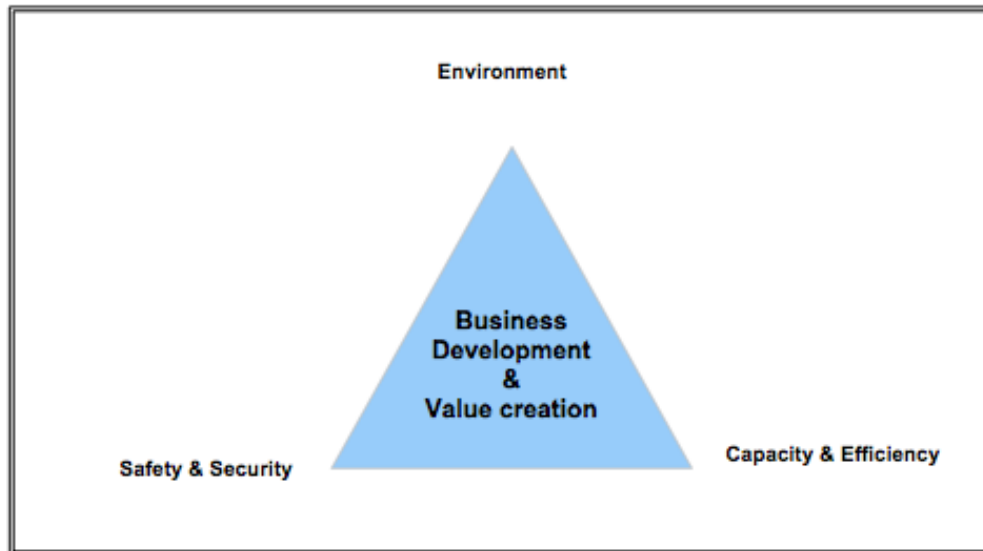 Environment
Business
Development
&
Value creation
Safety & Security
Capacity & Efficiency